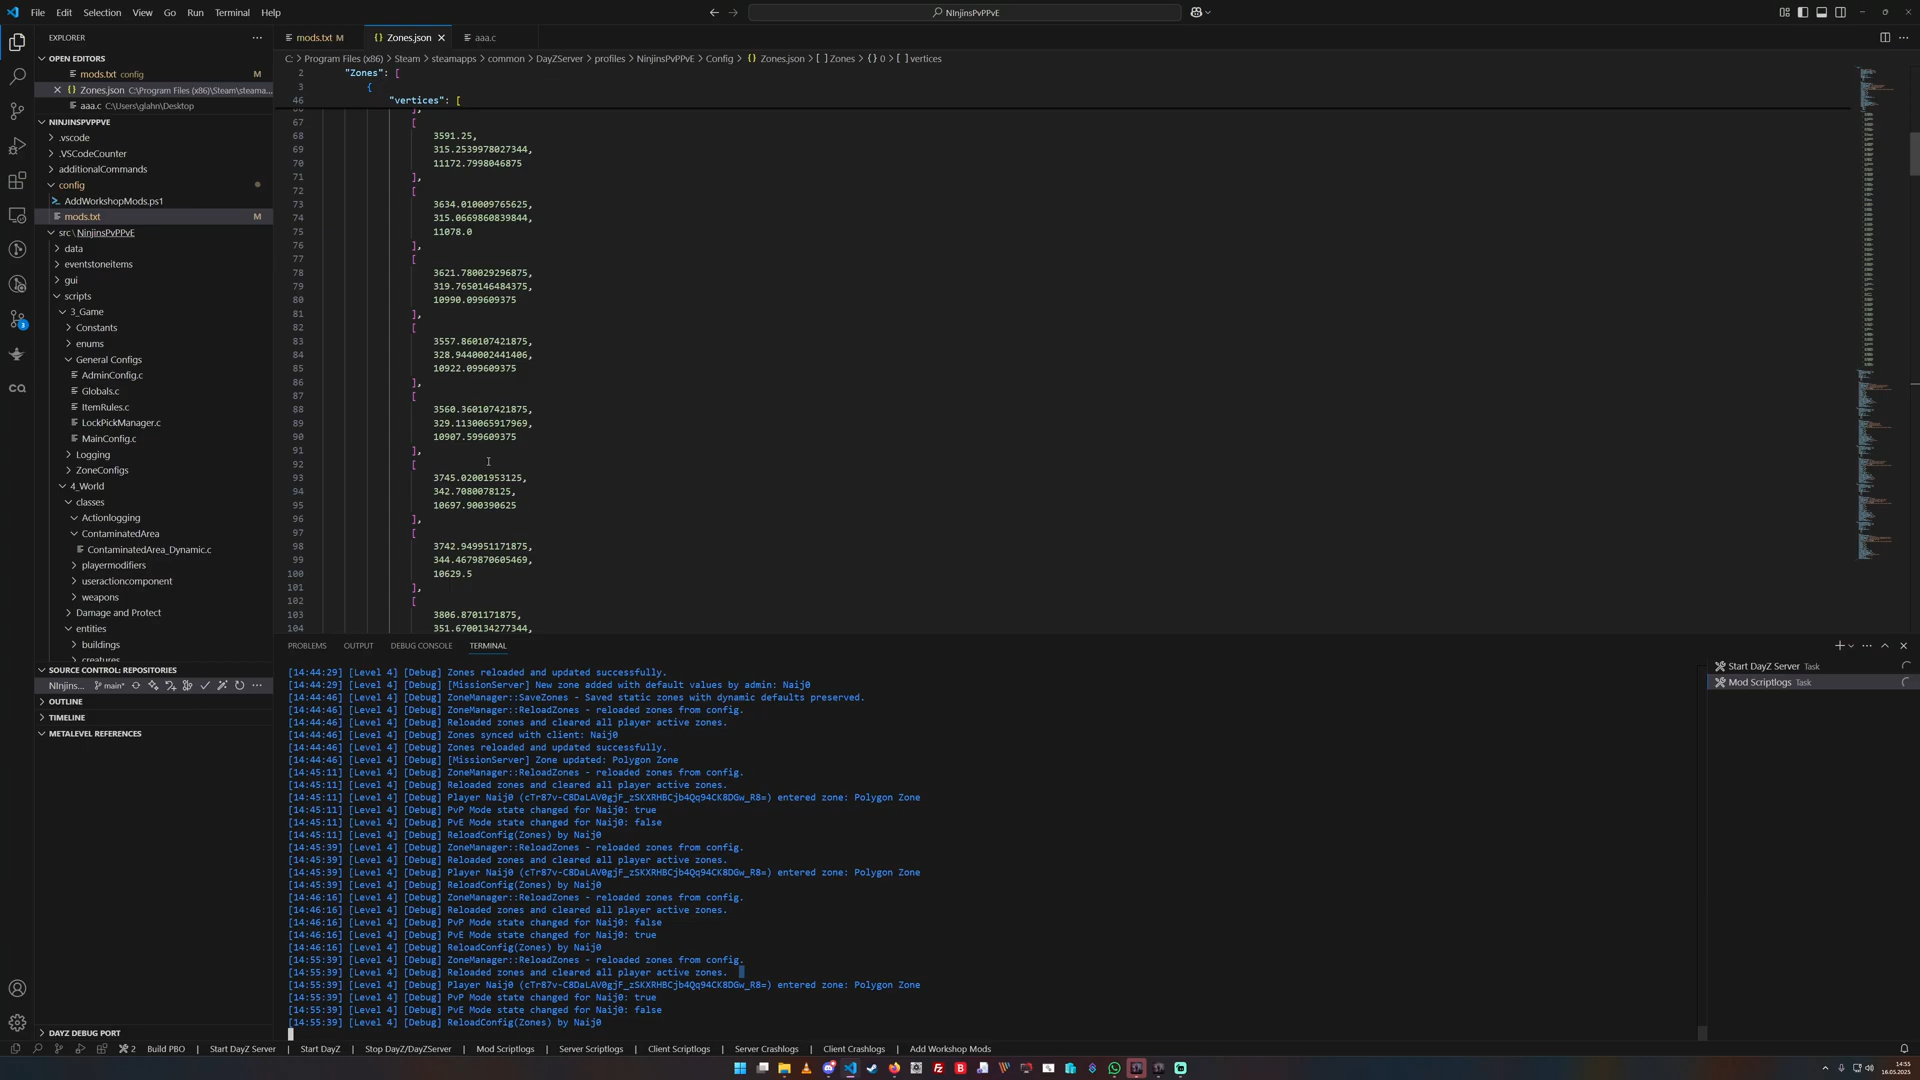 File Edit Selection View Go Run Terminal Help
NInjinsPvPPvE
EXPLORER
OPEN EDITORS
mods.txt config M
Zones.json C:\Program Files (x86)\Steam\steama...
aaa.c C:\Users\glahn\Desktop
NINJINSPVPPVE
.vscode
.VSCodeCounter
additionalCommands
config
AddWorkshopMods.ps1
mods.txt M
src\NinjinsPvPPvE
data
eventstoneitems
gui
scripts
3_Game
Constants
enums
General Configs
AdminConfig.c
Globals.c
ItemRules.c
LockPickManager.c
MainConfig.c
Logging
ZoneConfigs
4_World
classes
Actionlogging
ContaminatedArea
ContaminatedArea_Dynamic.c
playermodifiers
useractioncomponent
weapons
Damage and Protect
entities
buildings
creatures
SOURCE CONTROL: REPOSITORIES
NInjins... main*
OUTLINE
TIMELINE
METALEVEL REFERENCES
DAYZ DEBUG PORT
mods.txt M Zones.json aaa.c
C: > Program Files (x86) > Steam > steamapps > common > DayZServer > profiles > NinjinsPvPPvE > Config > {} Zones.json > [ ] Zones > {} 0 > [ ] vertices
2 "Zones": [
3 {
46 "vertices": [
],
67 [
68 3591.25,
69 315.2539978027344,
70 11172.7998046875
71 ],
72 [
73 3634.010009765625,
74 315.0669860839844,
75 11078.0
76 ],
77 [
78 3621.780029296875,
79 319.7650146484375,
80 10990.099609375
81 ],
82 [
83 3557.860107421875,
84 328.9440002441406,
85 10922.099609375
86 ],
87 [
88 3560.360107421875,
89 329.1130065917969,
90 10907.599609375
91 ],
92 [
93 3745.02001953125,
94 342.7080078125,
95 10697.900390625
96 ],
97 [
98 3742.949951171875,
99 344.4679870605469,
100 10629.5
101 ],
102 [
103 3806.8701171875,
104 351.6700134277344,
PROBLEMS OUTPUT DEBUG CONSOLE TERMINAL
[14:44:29] [Level 4] [Debug] Zones reloaded and updated successfully.
[14:44:29] [Level 4] [Debug] [MissionServer] New zone added with default values by admin: Naij0
[14:44:46] [Level 4] [Debug] ZoneManager::SaveZones - Saved static zones with dynamic defaults preserved.
[14:44:46] [Level 4] [Debug] ZoneManager::ReloadZones - reloaded zones from config.
[14:44:46] [Level 4] [Debug] Reloaded zones and cleared all player active zones.
[14:44:46] [Level 4] [Debug] Zones synced with client: Naij0
[14:44:46] [Level 4] [Debug] Zones reloaded and updated successfully.
[14:44:46] [Level 4] [Debug] [MissionServer] Zone updated: Polygon Zone
[14:45:11] [Level 4] [Debug] ZoneManager::ReloadZones - reloaded zones from config.
[14:45:11] [Level 4] [Debug] Reloaded zones and cleared all player active zones.
[14:45:11] [Level 4] [Debug] Player Naij0 (cTr87v-C8DaLAV0gjF_zSKXRHBCjb4Qq94CK8DGw_R8=) entered zone: Polygon Zone
[14:45:11] [Level 4] [Debug] PvP Mode state changed for Naij0: true
[14:45:11] [Level 4] [Debug] PvE Mode state changed for Naij0: false
[14:45:11] [Level 4] [Debug] ReloadConfig(Zones) by Naij0
[14:45:39] [Level 4] [Debug] ZoneManager::ReloadZones - reloaded zones from config.
[14:45:39] [Level 4] [Debug] Reloaded zones and cleared all player active zones.
[14:45:39] [Level 4] [Debug] Player Naij0 (cTr87v-C8DaLAV0gjF_zSKXRHBCjb4Qq94CK8DGw_R8=) entered zone: Polygon Zone
[14:45:39] [Level 4] [Debug] ReloadConfig(Zones) by Naij0
[14:46:16] [Level 4] [Debug] ZoneManager::ReloadZones - reloaded zones from config.
[14:46:16] [Level 4] [Debug] Reloaded zones and cleared all player active zones.
[14:46:16] [Level 4] [Debug] PvP Mode state changed for Naij0: false
[14:46:16] [Level 4] [Debug] PvE Mode state changed for Naij0: true
[14:46:16] [Level 4] [Debug] ReloadConfig(Zones) by Naij0
[14:55:39] [Level 4] [Debug] ZoneManager::ReloadZones - reloaded zones from config.
[14:55:39] [Level 4] [Debug] Reloaded zones and cleared all player active zones.
[14:55:39] [Level 4] [Debug] Player Naij0 (cTr87v-C8DaLAV0gjF_zSKXRHBCjb4Qq94CK8DGw_R8=) entered zone: Polygon Zone
[14:55:39] [Level 4] [Debug] PvP Mode state changed for Naij0: true
[14:55:39] [Level 4] [Debug] PvE Mode state changed for Naij0: false
[14:55:39] [Level 4] [Debug] ReloadConfig(Zones) by Naij0
Start DayZ Server Task
Mod Scriptlogs Task
2 Build PBO Start DayZ Server Start DayZ Stop DayZ/DayZServer Mod Scriptlogs Server Scriptlogs Client Scriptlogs Server Crashlogs Client Crashlogs Add Workshop Mods
14:55
16.05.2025